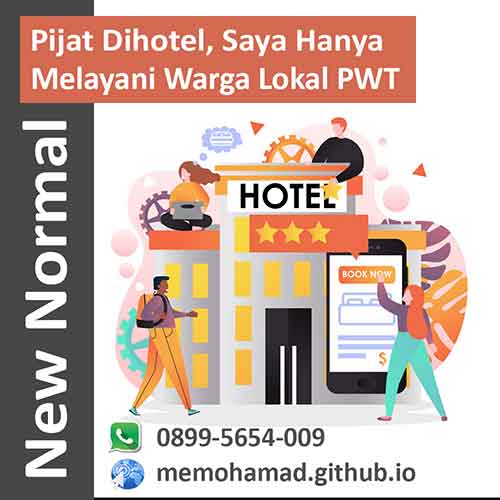 Pijat Dihotel, Saya Hanya
Melayani Warga Lokal PWT
New Normal
HOTEL
BOOK NOW
$
0899-5654-009
memohamad.github.io